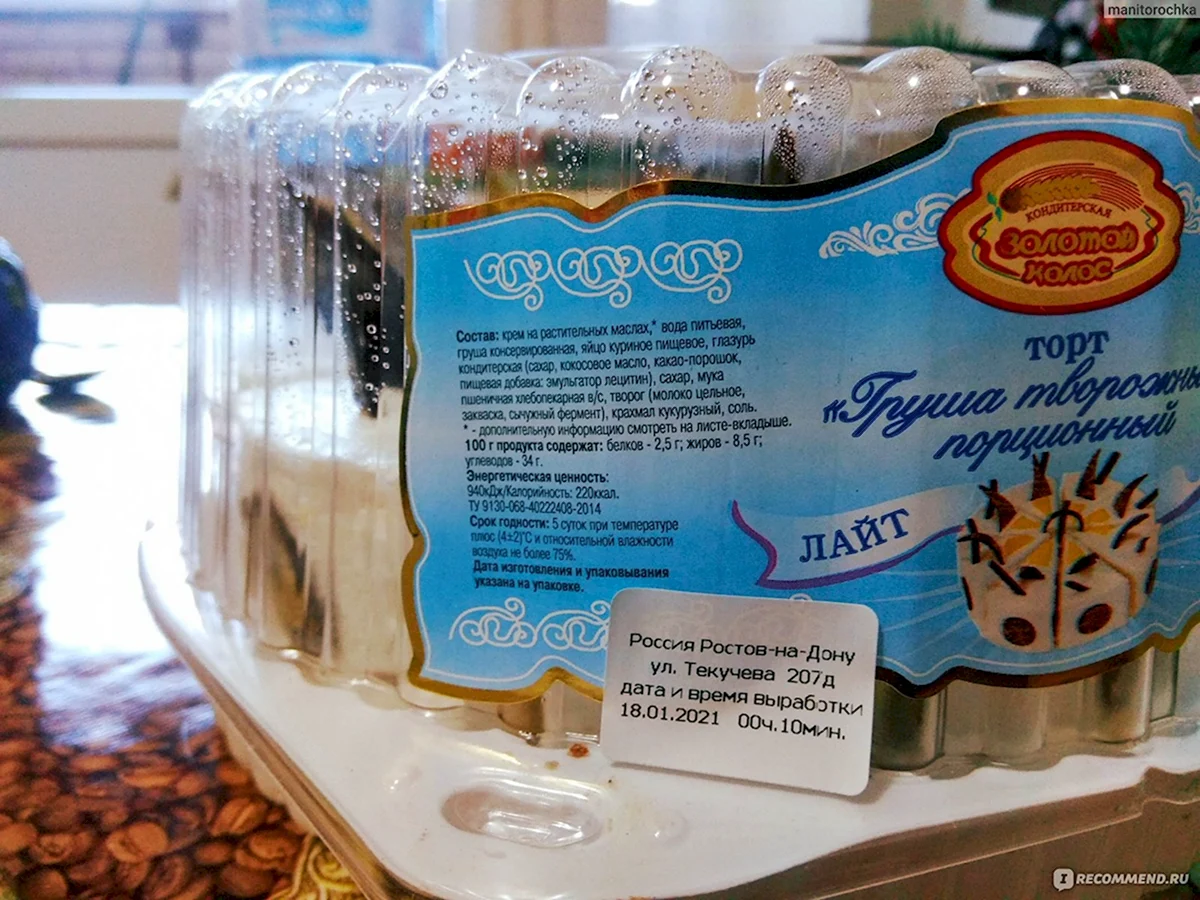 manitorochka
КОНДИТЕРСКАЯ
ЗОЛОТОЙ
КОЛОС
торт
"Груша
порционный
ЛАЙТ
Состав: крем на растительных маслах,* вода питьевая,
груша консервированная, яйцо куриное пищевое, глазурь
кондитерская (сахар, кокосовое масло, какао-порошок,
пищевая добавка: эмульгатор лецитин), сахар, мука
пшеничная хлебопекарная в/с, творог (молоко цельное,
закваска, сычужный фермент), крахмал кукурузный, соль.
* - дополнительную информацию смотреть на листе-вкладыше.
100 г продукта содержат: белков - 2,5 г; жиров - 8,5 г;
углеводов - 34 г.
Энергетическая ценность:
940кДж/Калорийность: 220ккал.
ТУ 9130-068-40222408-2014
Срок годности: 5 суток при температуре
плюс (4±2)°С и относительной влажности
воздуха не более 75%.
Дата изготовления и упаковывания
указана на упаковке.
Россия Ростов-на-Дону
ул. Текучева 207д
дата и время выработки
18.01.2021 00ч.10мин.
IRECOMMEND.RU